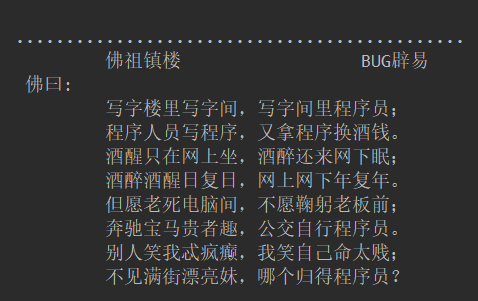 ..................................................
佛祖镇楼 BUG辟易
佛曰:
写字楼里写字间，写字间里程序员；
程序人员写程序，又拿程序换酒钱。
酒醒只在网上坐，酒醉还来网下眠；
酒醉酒醒日复日，网上网下年复年。
但愿老死电脑间，不愿鞠躬老板前；
奔驰宝马贵者趣，公交自行程序员。
别人笑我忒疯癫，我笑自己命太贱；
不见满街漂亮妹，哪个归得程序员？